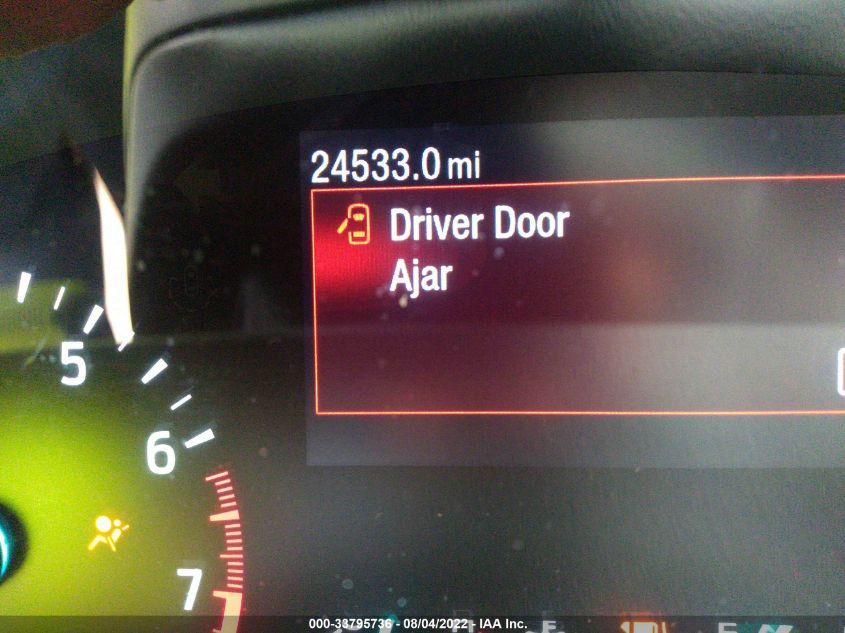 24533.0 mi
Driver Door
Ajar
5
6
7
000-33795736 - 08/04/2022 - IAA Inc.